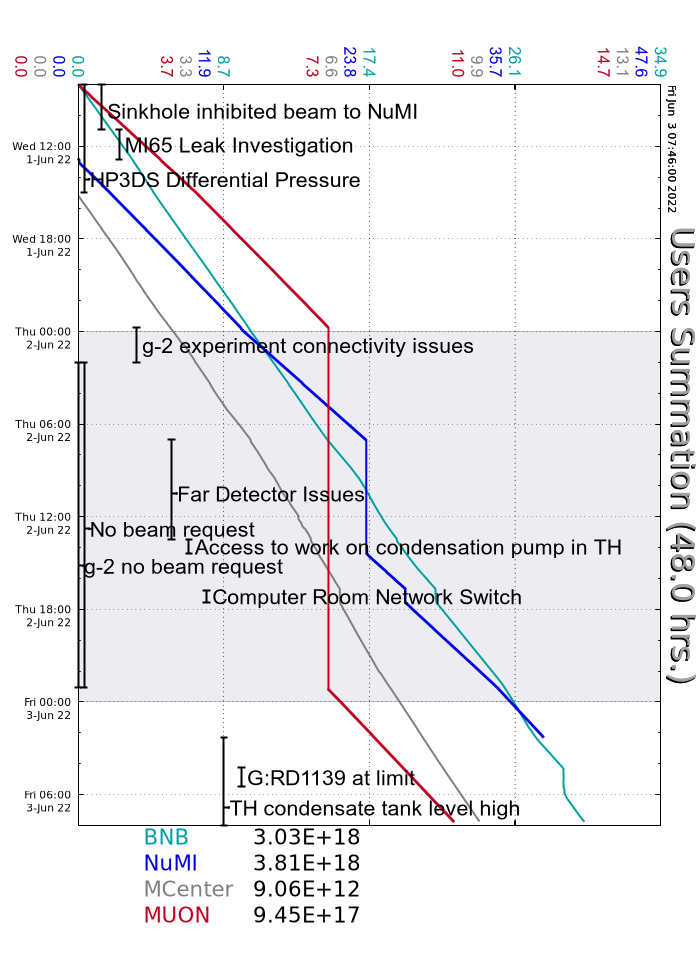 0.0 3.7 7.3 11.0 14.7
0.0 3.3 6.6 9.9 13.1
0.0 11.9 23.8 35.7 47.6
0.0 8.7 17.4 26.1 34.9
Fri Jun 3 07:46:00 2022
Users Summation (48.0 hrs.)
Sinkhole inhibited beam to NuMI
MI65 Leak Investigation
Wed 12:00
1-Jun 22
HP3DS Differential Pressure
Wed 18:00
1-Jun 22
Thu 00:00
2-Jun 22
g-2 experiment connectivity issues
Thu 06:00
2-Jun 22
Far Detector Issues
Thu 12:00
2-Jun 22
No beam request
Access to work on condensation pump in TH
g-2 no beam request
Computer Room Network Switch
Thu 18:00
2-Jun 22
Fri 00:00
3-Jun 22
G:RD1139 at limit
Fri 06:00
3-Jun 22
TH condensate tank level high
BNB 3.03E+18
NuMI 3.81E+18
MCenter 9.06E+12
MUON 9.45E+17